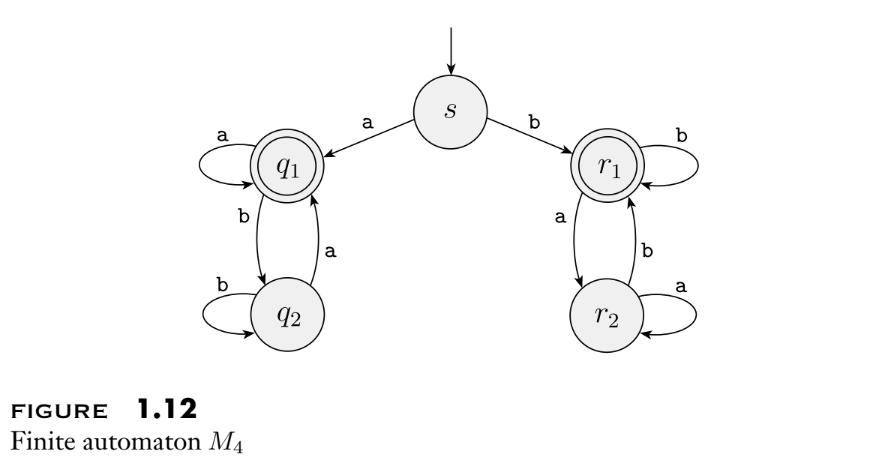 s
a
b
a
q₁
r₁
b
b
a
a
b
b
q₂
r₂
a
FIGURE 1.12
Finite automaton M₄